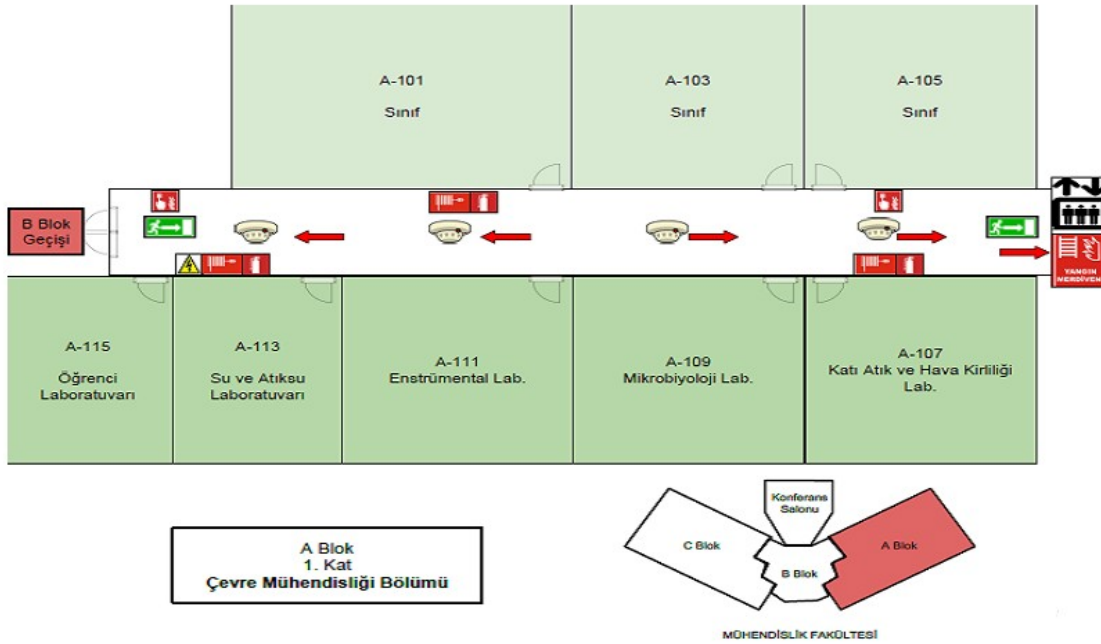 A-101
Sınıf
A-103
Sınıf
A-105
Sınıf
B Blok
Geçişi
YANGIN
MERDİVENİ
A-115
Öğrenci
Laboratuvarı
A-113
Su ve Atıksu
Laboratuvarı
A-111
Enstrümental Lab.
A-109
Mikrobiyoloji Lab.
A-107
Katı Atık ve Hava Kirliliği
Lab.
A Blok
1. Kat
Çevre Mühendisliği Bölümü
Konferans
Salonu
C Blok
B Blok
A Blok
MÜHENDİSLİK FAKÜLTESİ